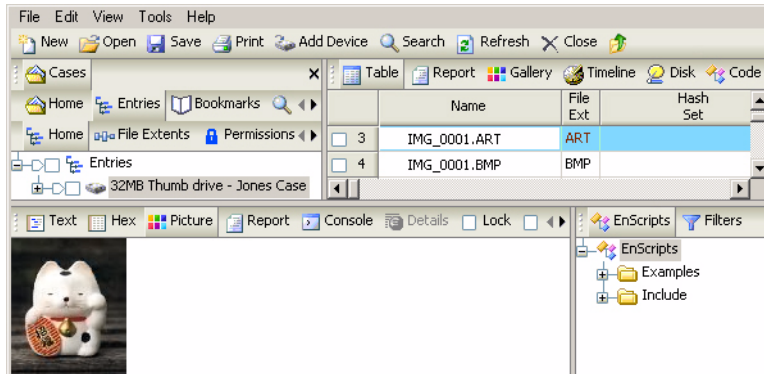 File Edit View Tools Help
New Open Save Print Add Device Search Refresh Close
Cases
Table Report Gallery Timeline Disk Code
Home Entries Bookmarks
Name File Ext Hash Set
Home File Extents Permissions
3 IMG_0001.ART ART
Entries
4 IMG_0001.BMP BMP
32MB Thumb drive - Jones Case
Text Hex Picture Report Console Details Lock
EnScripts Filters
EnScripts
Examples
Include